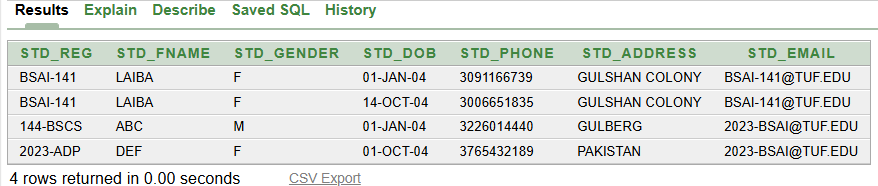 Results Explain Describe Saved SQL History
STD_REG STD_FNAME STD_GENDER STD_DOB STD_PHONE STD_ADDRESS STD_EMAIL
BSAI-141 LAIBA F 01-JAN-04 3091166739 GULSHAN COLONY BSAI-141@TUF.EDU
BSAI-141 LAIBA F 14-OCT-04 3006651835 GULSHAN COLONY BSAI-141@TUF.EDU
144-BSCS ABC M 01-JAN-04 3226014440 GULBERG 2023-BSAI@TUF.EDU
2023-ADP DEF F 01-OCT-04 3765432189 PAKISTAN 2023-BSAI@TUF.EDU
4 rows returned in 0.00 seconds CSV Export